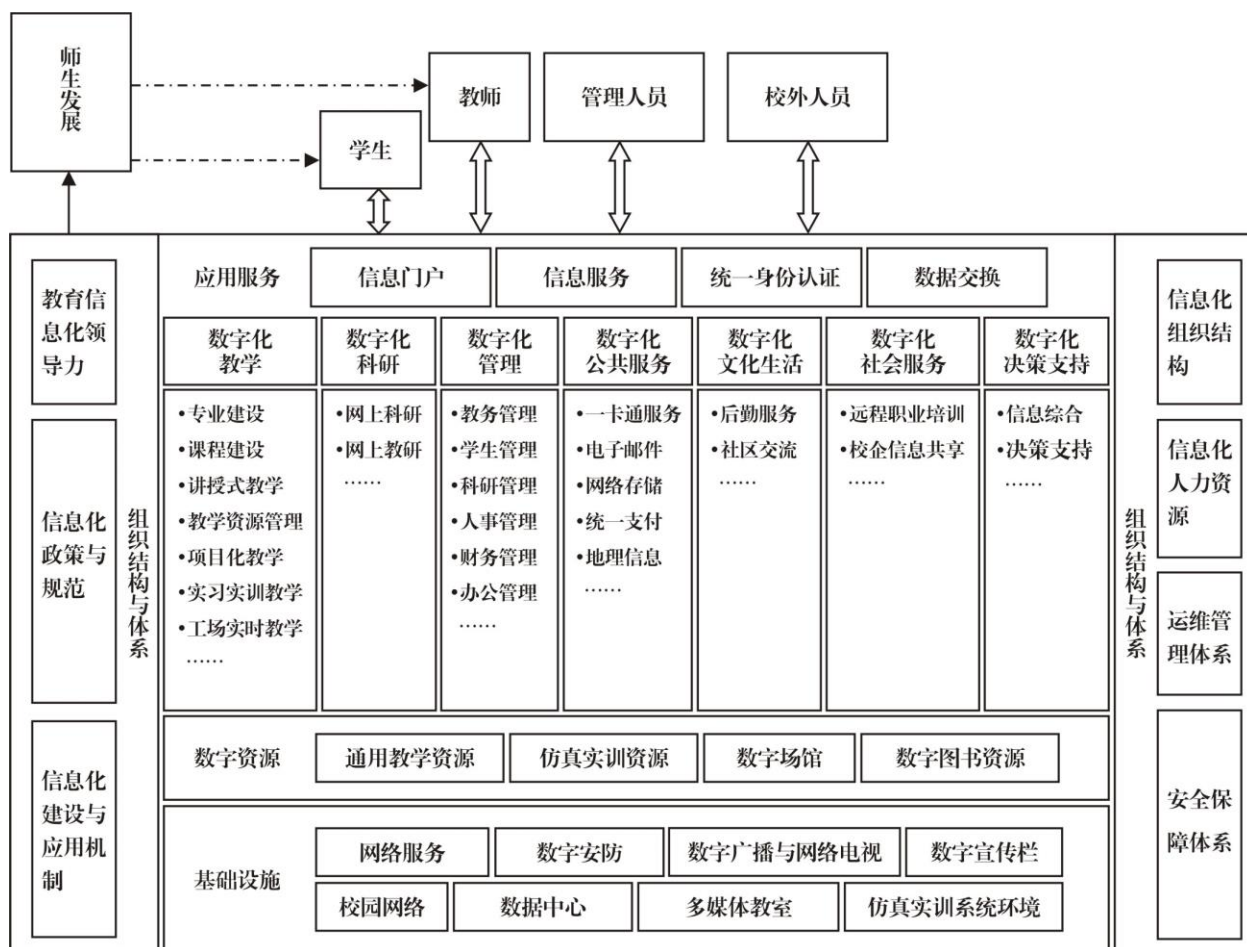 师
生
发
展
教师
管理人员
校外人员
学生
教育信
息化领
导力
信息化
政策与
规范
信息化
建设与
应用机
制
组织结构与体系
应用服务
信息门户
信息服务
统一身份认证
数据交换
数字化
教学
数字化
科研
数字化
管理
数字化
公共服务
数字化
文化生活
数字化
社会服务
数字化
决策支持
•专业建设
•课程建设
•讲授式教学
•教学资源管理
•项目化教学
•实习实训教学
•工场实时教学
……
•网上科研
•网上教研
……
•教务管理
•学生管理
•科研管理
•人事管理
•财务管理
•办公管理
……
•一卡通服务
•电子邮件
•网络存储
•统一支付
•地理信息
……
•后勤服务
•社区交流
……
•远程职业培训
•校企信息共享
……
•信息综合
•决策支持
……
数字资源
通用教学资源
仿真实训资源
数字场馆
数字图书资源
基础设施
网络服务
数字安防
数字广播与网络电视
数字宣传栏
校园网络
数据中心
多媒体教室
仿真实训系统环境
组织结构与体系
信息化
组织结
构
信息化
人力资
源
运维管
理体系
安全保
障体系